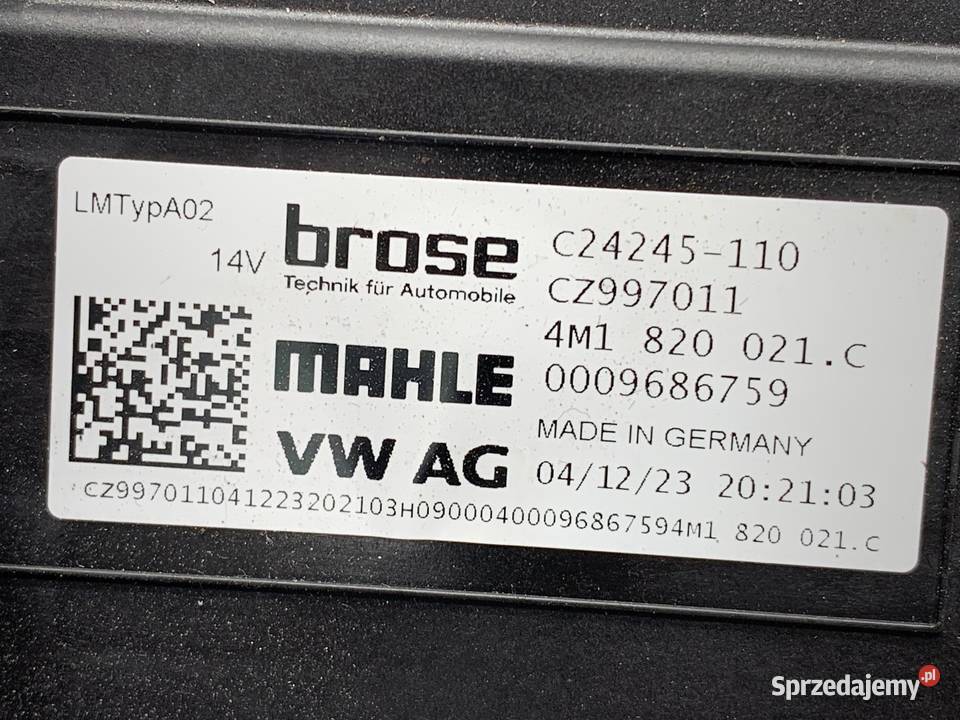 LMTypA02
14V
brose
Technik für Automobile
MAHLE
VW AG
C24245-110
CZ997011
4M1 820 021.C
0009686759
MADE IN GERMANY
04/12/23 20:21:03
CZ997011041223202103H09000400096867594M1 820 021.C
Sprzedajemy.pl